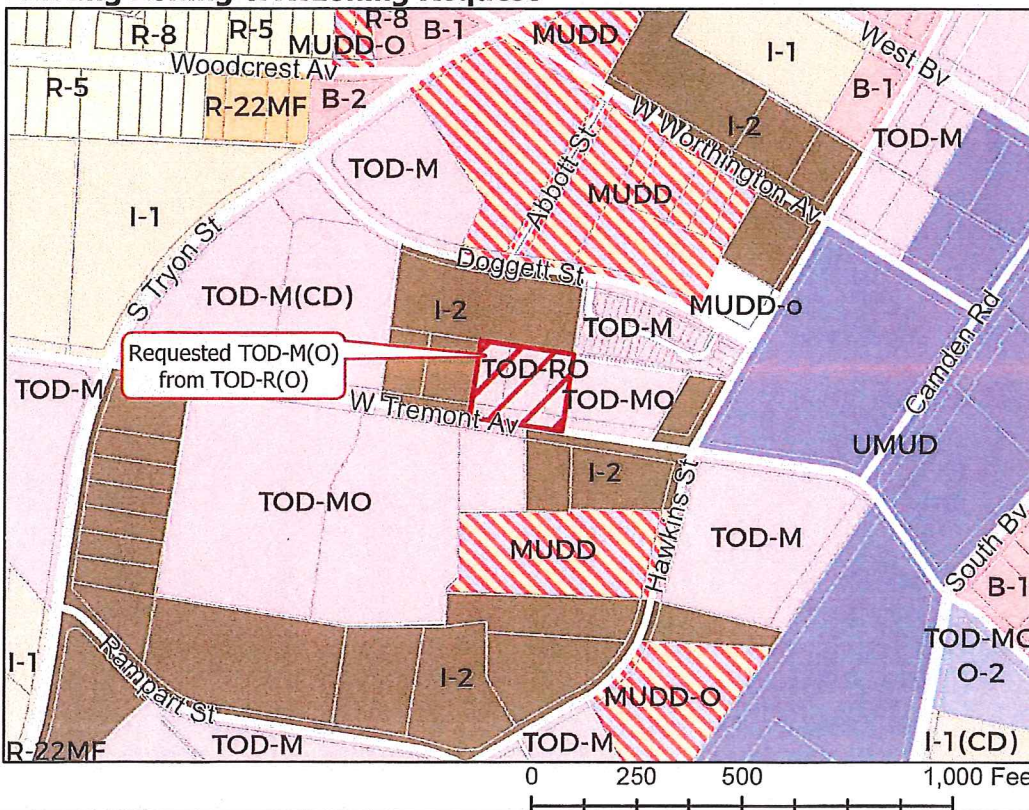 R-8
R-5
R-8
MUDD-O
B-1
MUDD
I-1
West Bv
Woodcrest Av
R-5
R-22MF
B-2
B-1
I-2
W Worthington Av
TOD-M
TOD-M
Abbott St
MUDD
I-1
S Tryon St
Doggett St
TOD-M(CD)
I-2
MUDD-o
TOD-M
Camden Rd
Requested TOD-M(O)
from TOD-R(O)
TOD-RO
TOD-M
TOD-MO
W Tremont Av
UMUD
I-2
TOD-MO
Hawkins St
MUDD
TOD-M
South Bv
B-1
TOD-MO
O-2
I-1
Rampart St
I-2
MUDD-O
R-22MF
TOD-M
TOD-M
I-1(CD)
0 250 500 1,000 Fee